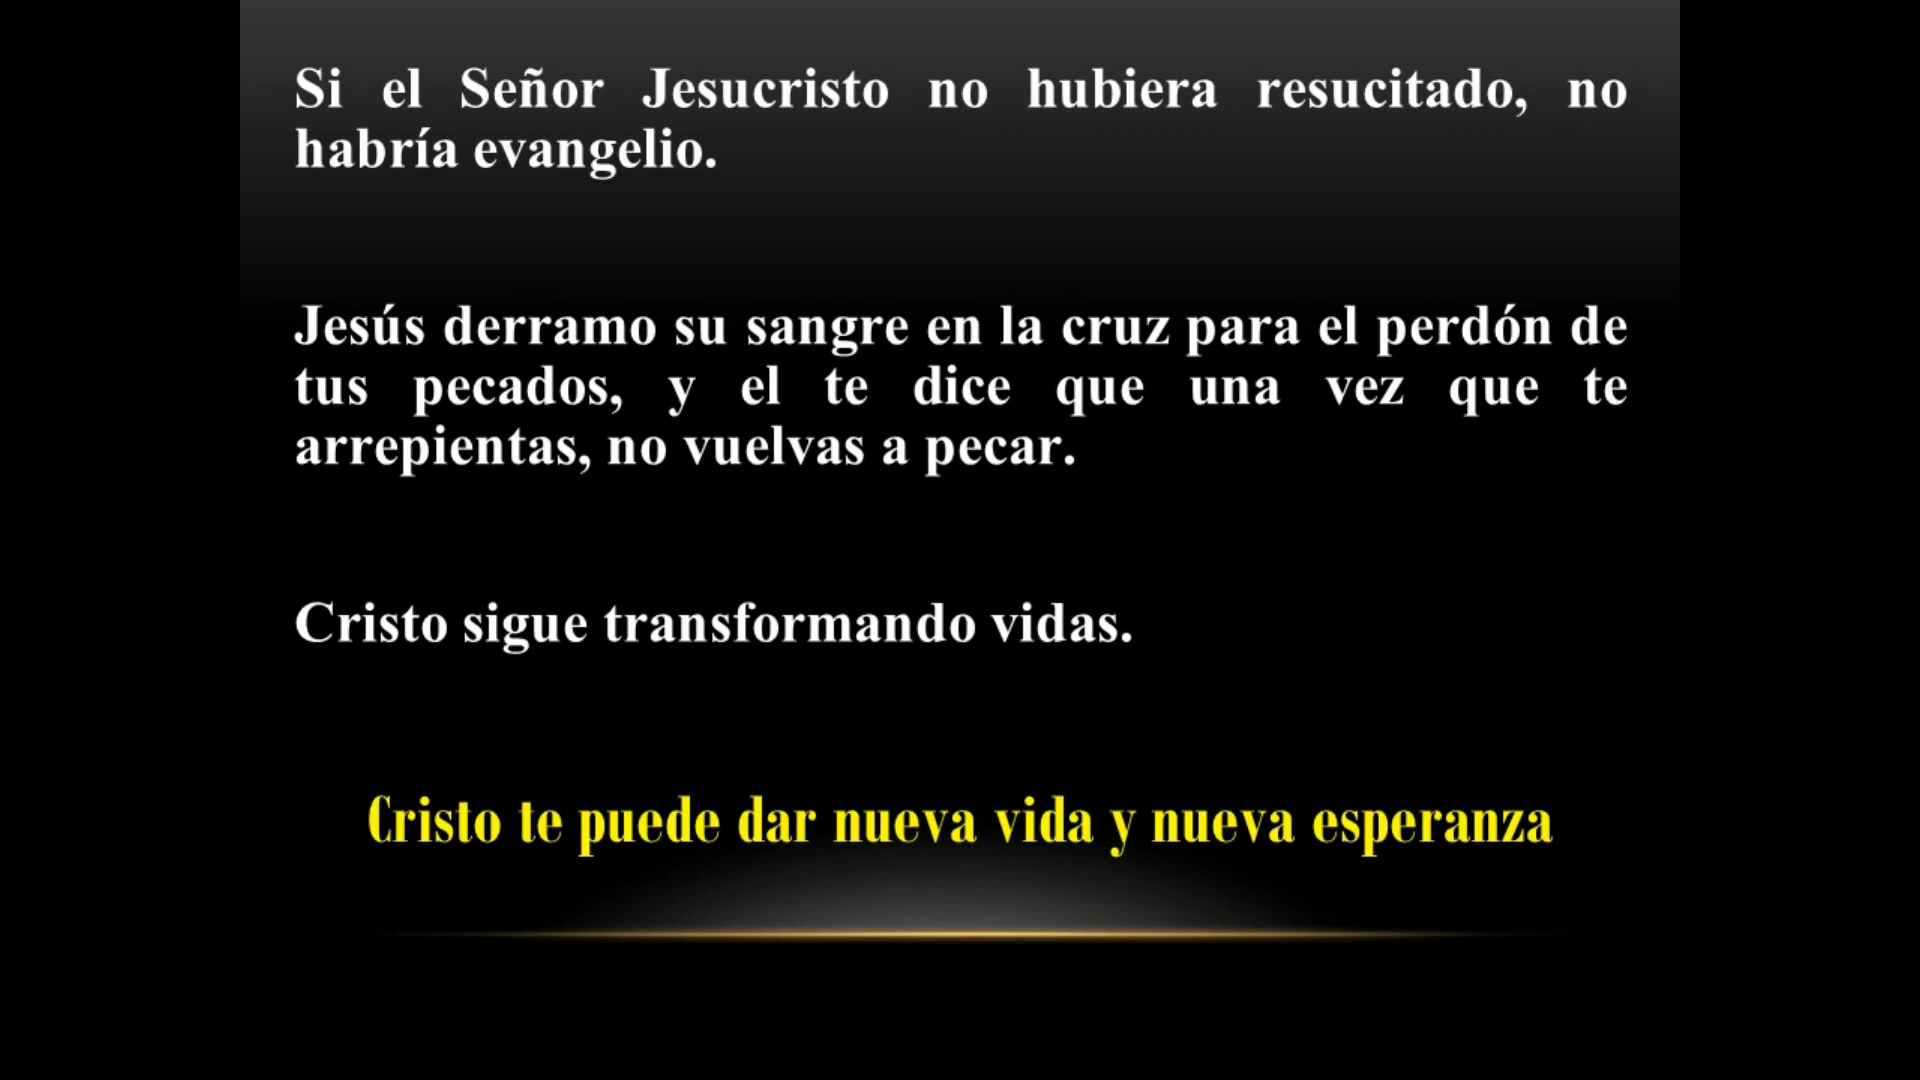 Si el Señor Jesucristo no hubiera resucitado, no
habría evangelio.
Jesús derramo su sangre en la cruz para el perdón de
tus pecados, y el te dice que una vez que te
arrepientas, no vuelvas a pecar.
Cristo sigue transformando vidas.
Cristo te puede dar nueva vida y nueva esperanza